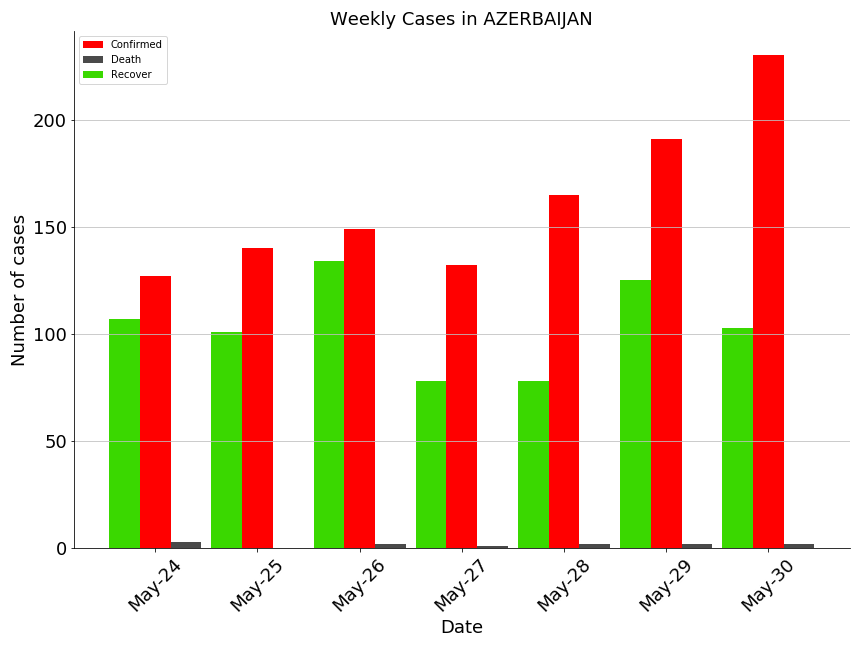 Weekly Cases in AZERBAIJAN
Confirmed
Death
Recover
Number of cases
200
150
100
50
0
May-24
May-25
May-26
May-27
May-28
May-29
May-30
Date